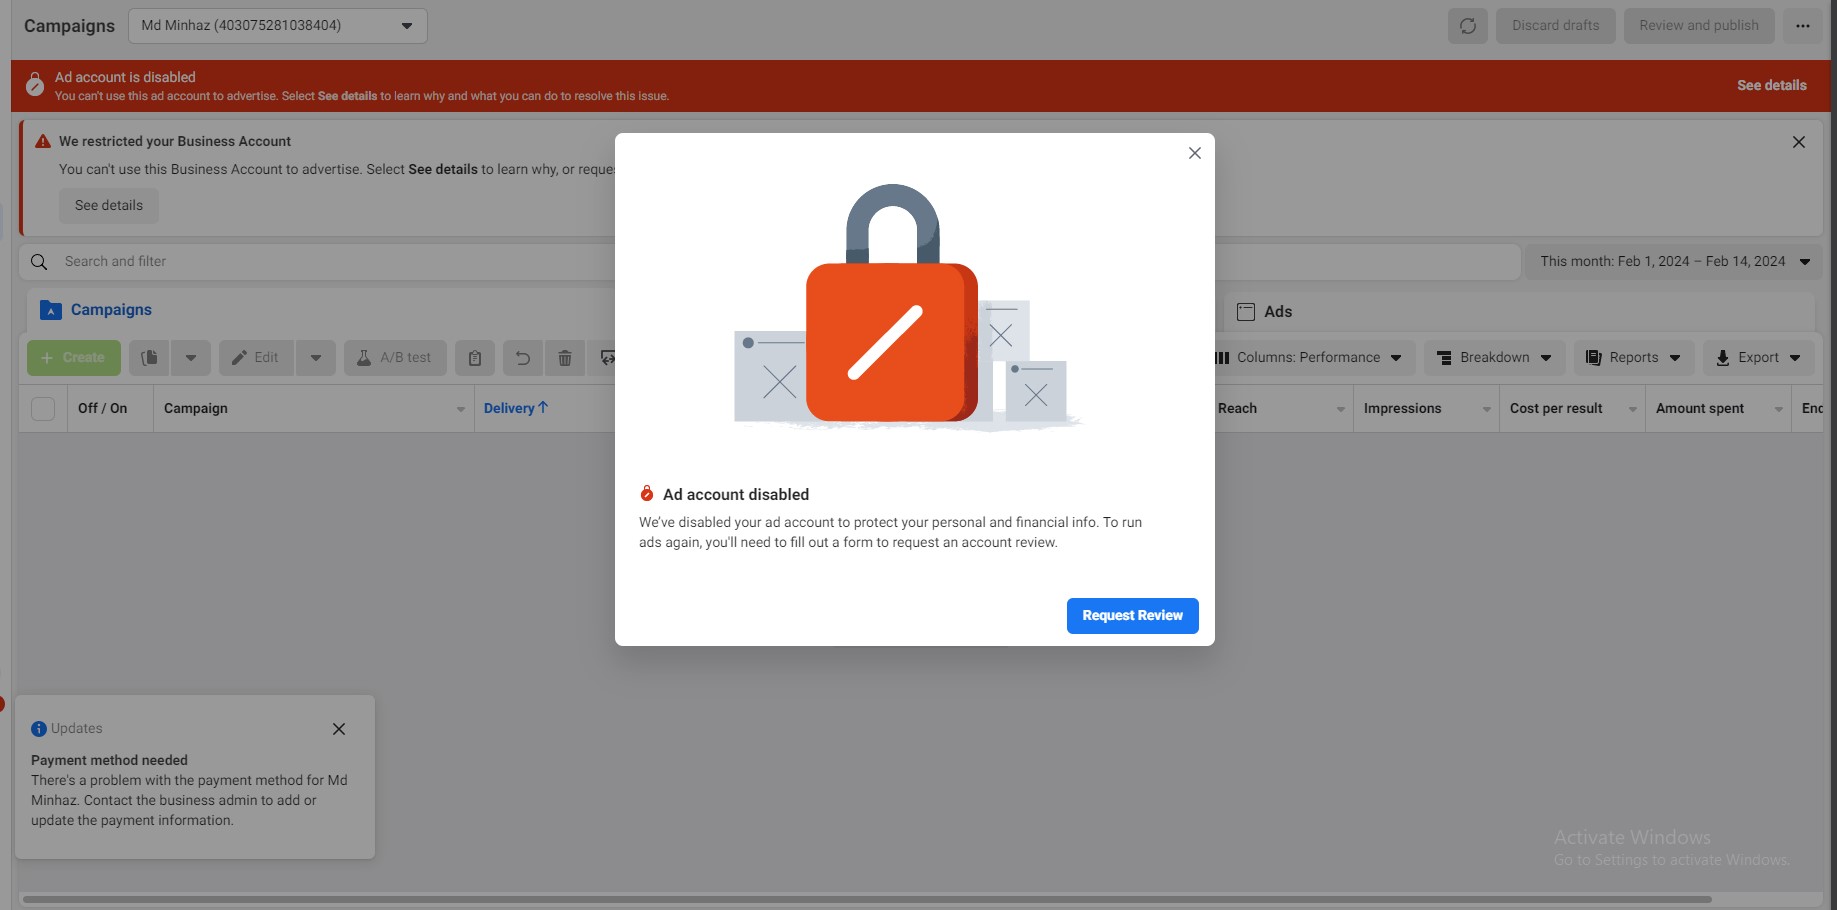 Campaigns
Md Minhaz (403075281038404)
Discard drafts
Review and publish
Ad account is disabled
You can't use this ad account to advertise. Select See details to learn why and what you can do to resolve this issue.
See details
We restricted your Business Account
You can't use this Business Account to advertise. Select See details to learn why, or reque
See details
Search and filter
This month: Feb 1, 2024 – Feb 14, 2024
Campaigns
Ads
+ Create
Edit
A/B test
Columns: Performance
Breakdown
Reports
Export
Off / On
Campaign
Delivery ↑
Reach
Impressions
Cost per result
Amount spent
End
Ad account disabled
We've disabled your ad account to protect your personal and financial info. To run
ads again, you'll need to fill out a form to request an account review.
Request Review
Updates
Payment method needed
There's a problem with the payment method for Md
Minhaz. Contact the business admin to add or
update the payment information.
Activate Windows
Go to Settings to activate Windows.